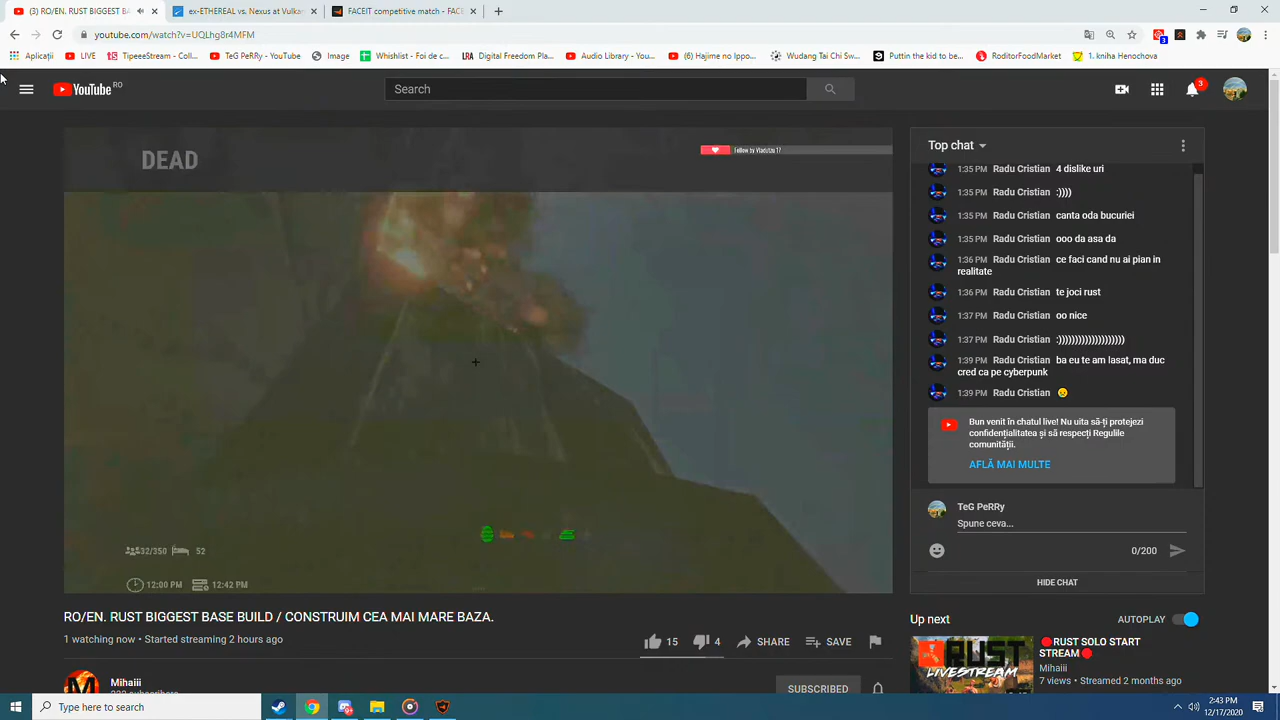 (3) RO/EN. RUST BIGGEST BA
ex-ETHEREAL vs. Nexus at Vulkan
FACEIT competitive match - FACE
youtube.com/watch?v=UQLhg8r4MFM
Aplicații
LIVE
TipeeeStream - Coll...
TeG PeRRy - YouTube
Image
Whishlist - Foi de c...
Digital Freedom Pla...
Audio Library - You...
(6) Hajime no Ippo...
Wudang Tai Chi Sw...
Puttin the kid to be...
RoditorFoodMarket
1. kniha Henochova
YouTube RO
Search
3
DEAD
Follow by Vladutzu17
32/350 52
12:00 PM 12:42 PM
RO/EN. RUST BIGGEST BASE BUILD / CONSTRUIM CEA MAI MARE BAZA.
1 watching now • Started streaming 2 hours ago
15 4 SHARE SAVE
Mihaiii
SUBSCRIBED
Top chat
1:35 PM Radu Cristian 4 dislike uri
1:35 PM Radu Cristian :))))
1:35 PM Radu Cristian canta oda bucuriei
1:35 PM Radu Cristian ooo da asa da
1:36 PM Radu Cristian ce faci cand nu ai pian in
realitate
1:36 PM Radu Cristian te joci rust
1:37 PM Radu Cristian oo nice
1:37 PM Radu Cristian :)))))))))))))))))))
1:39 PM Radu Cristian ba eu te am lasat, ma duc
cred ca pe cyberpunk
1:39 PM Radu Cristian
Bun venit în chatul live! Nu uita să-ți protejezi
confidențialitatea și să respecți Regulile
comunității.
AFLĂ MAI MULTE
TeG PeRRy
Spune ceva...
0/200
HIDE CHAT
Up next
AUTOPLAY
RUST
LIVESTREAM
RUST SOLO START
STREAM
Mihaiii
7 views • Streamed 2 months ago
Type here to search
2:43 PM
12/17/2020